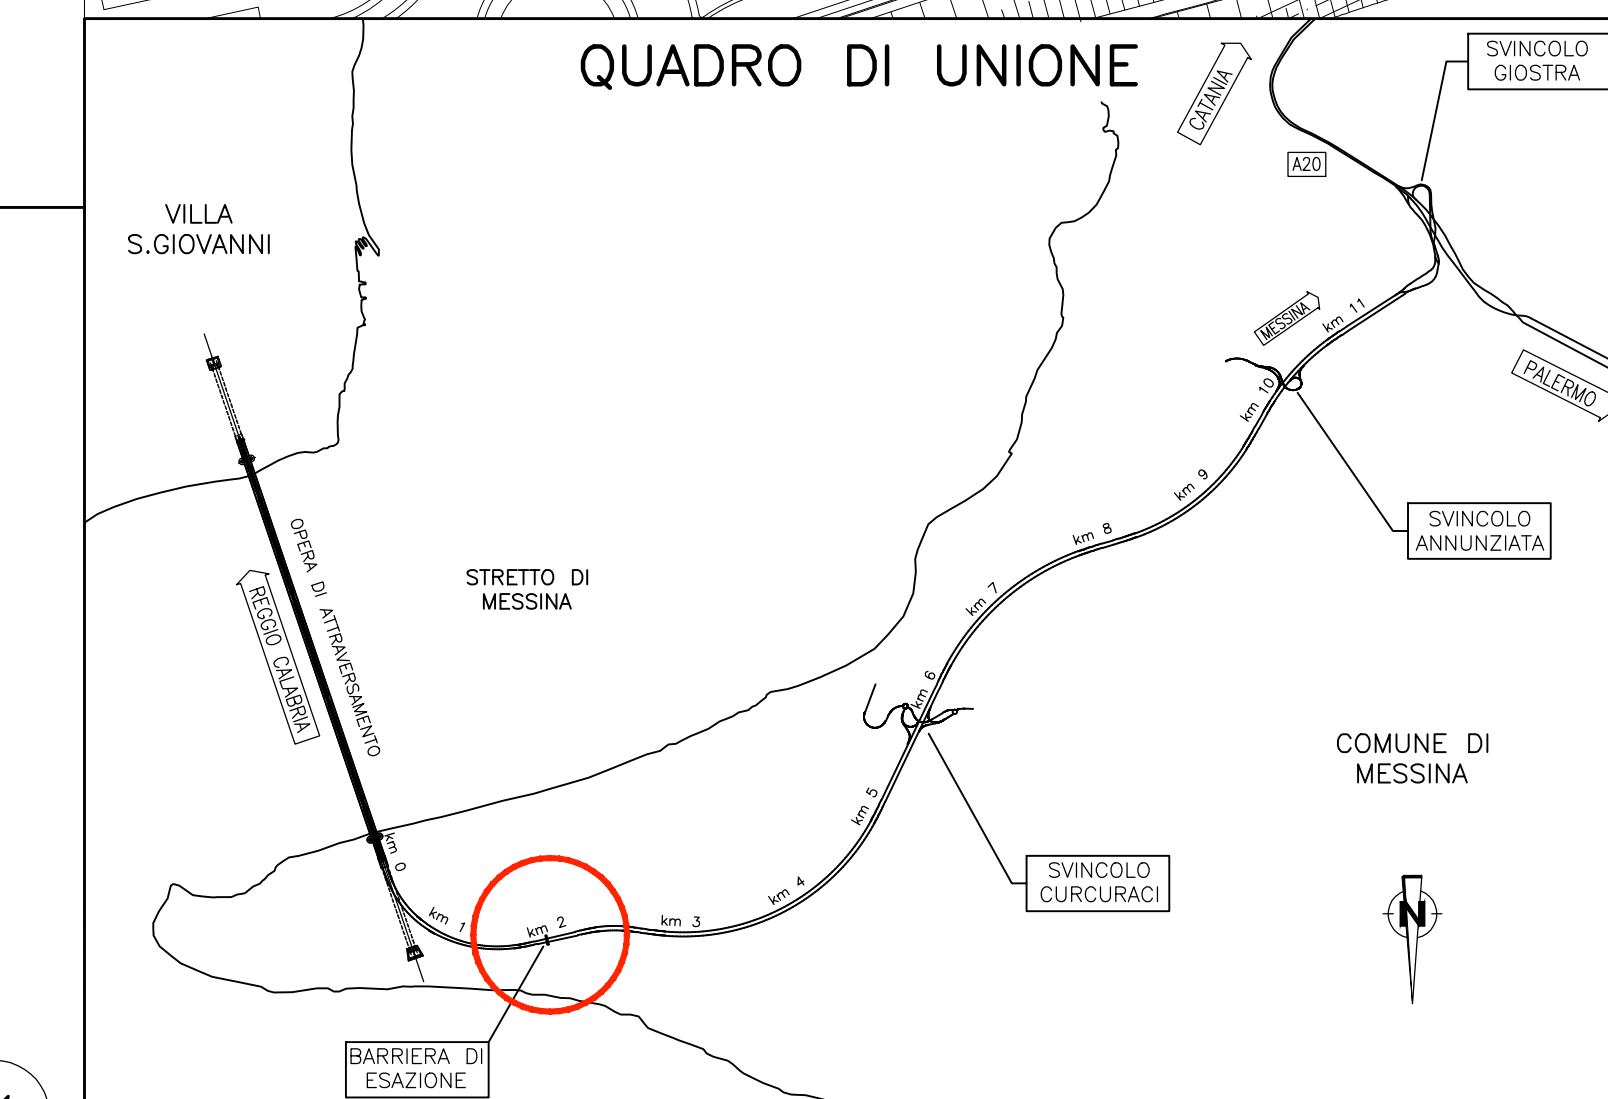 QUADRO DI UNIONE
SVINCOLO
GIOSTRA
CATANIA
A20
VILLA
S.GIOVANNI
MESSINA
km 11
PALERMO
km 10
km 9
SVINCOLO
ANNUNZIATA
km 8
OPERA DI ATTRAVERSAMENTO
REGGIO CALABRIA
STRETTO DI
MESSINA
km 7
km 6
COMUNE DI
MESSINA
km 5
km 0
SVINCOLO
CURCURACI
km 4
km 3
km 2
km 1
N
BARRIERA DI
ESAZIONE